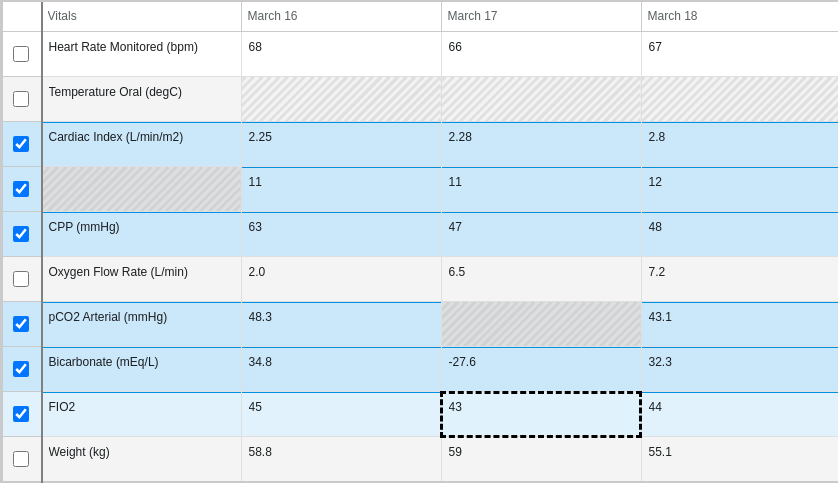 Vitals March 16 March 17 March 18
Heart Rate Monitored (bpm) 68 66 67
Temperature Oral (degC)
Cardiac Index (L/min/m2) 2.25 2.28 2.8
11 11 12
CPP (mmHg) 63 47 48
Oxygen Flow Rate (L/min) 2.0 6.5 7.2
pCO2 Arterial (mmHg) 48.3 43.1
Bicarbonate (mEq/L) 34.8 -27.6 32.3
FIO2 45 43 44
Weight (kg) 58.8 59 55.1